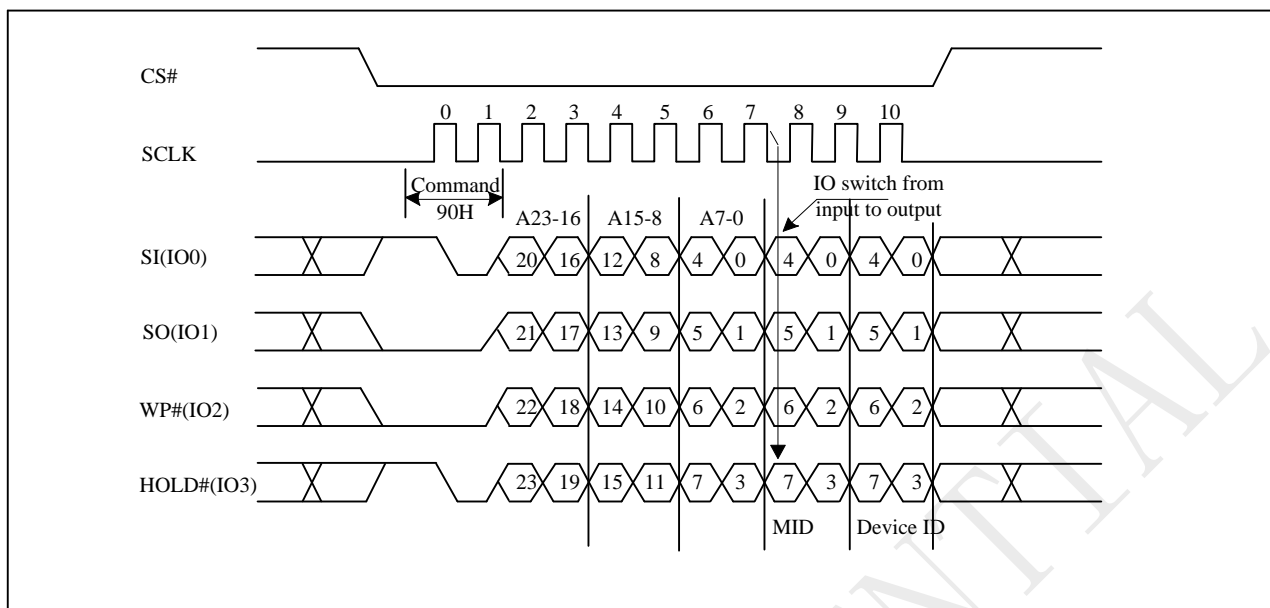 CS#
0 1 2 3 4 5 6 7 8 9 10
SCLK
Command
90H
IO switch from
input to output
A23-16 A15-8 A7-0
SI(IO0) 20 16 12 8 4 0 4 0 4 0
SO(IO1) 21 17 13 9 5 1 5 1 5 1
WP#(IO2) 22 18 14 10 6 2 6 2 6 2
HOLD#(IO3) 23 19 15 11 7 3 7 3 7 3
MID Device ID